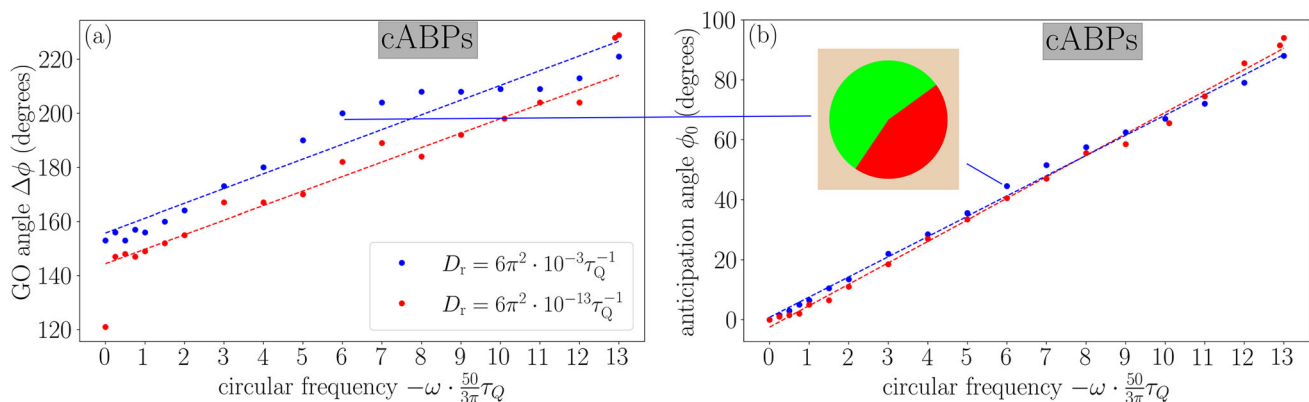 (a)
cABPs
GO angle Δϕ (degrees)
220
200
180
160
140
120
D_r = 6π² · 10⁻³τ_Q⁻¹
D_r = 6π² · 10⁻¹³τ_Q⁻¹
0 1 2 3 4 5 6 7 8 9 10 11 12 13
circular frequency −ω · 50/3π τ_Q
(b)
cABPs
anticipation angle ϕ₀ (degrees)
100
80
60
40
20
0
0 1 2 3 4 5 6 7 8 9 10 11 12 13
circular frequency −ω · 50/3π τ_Q